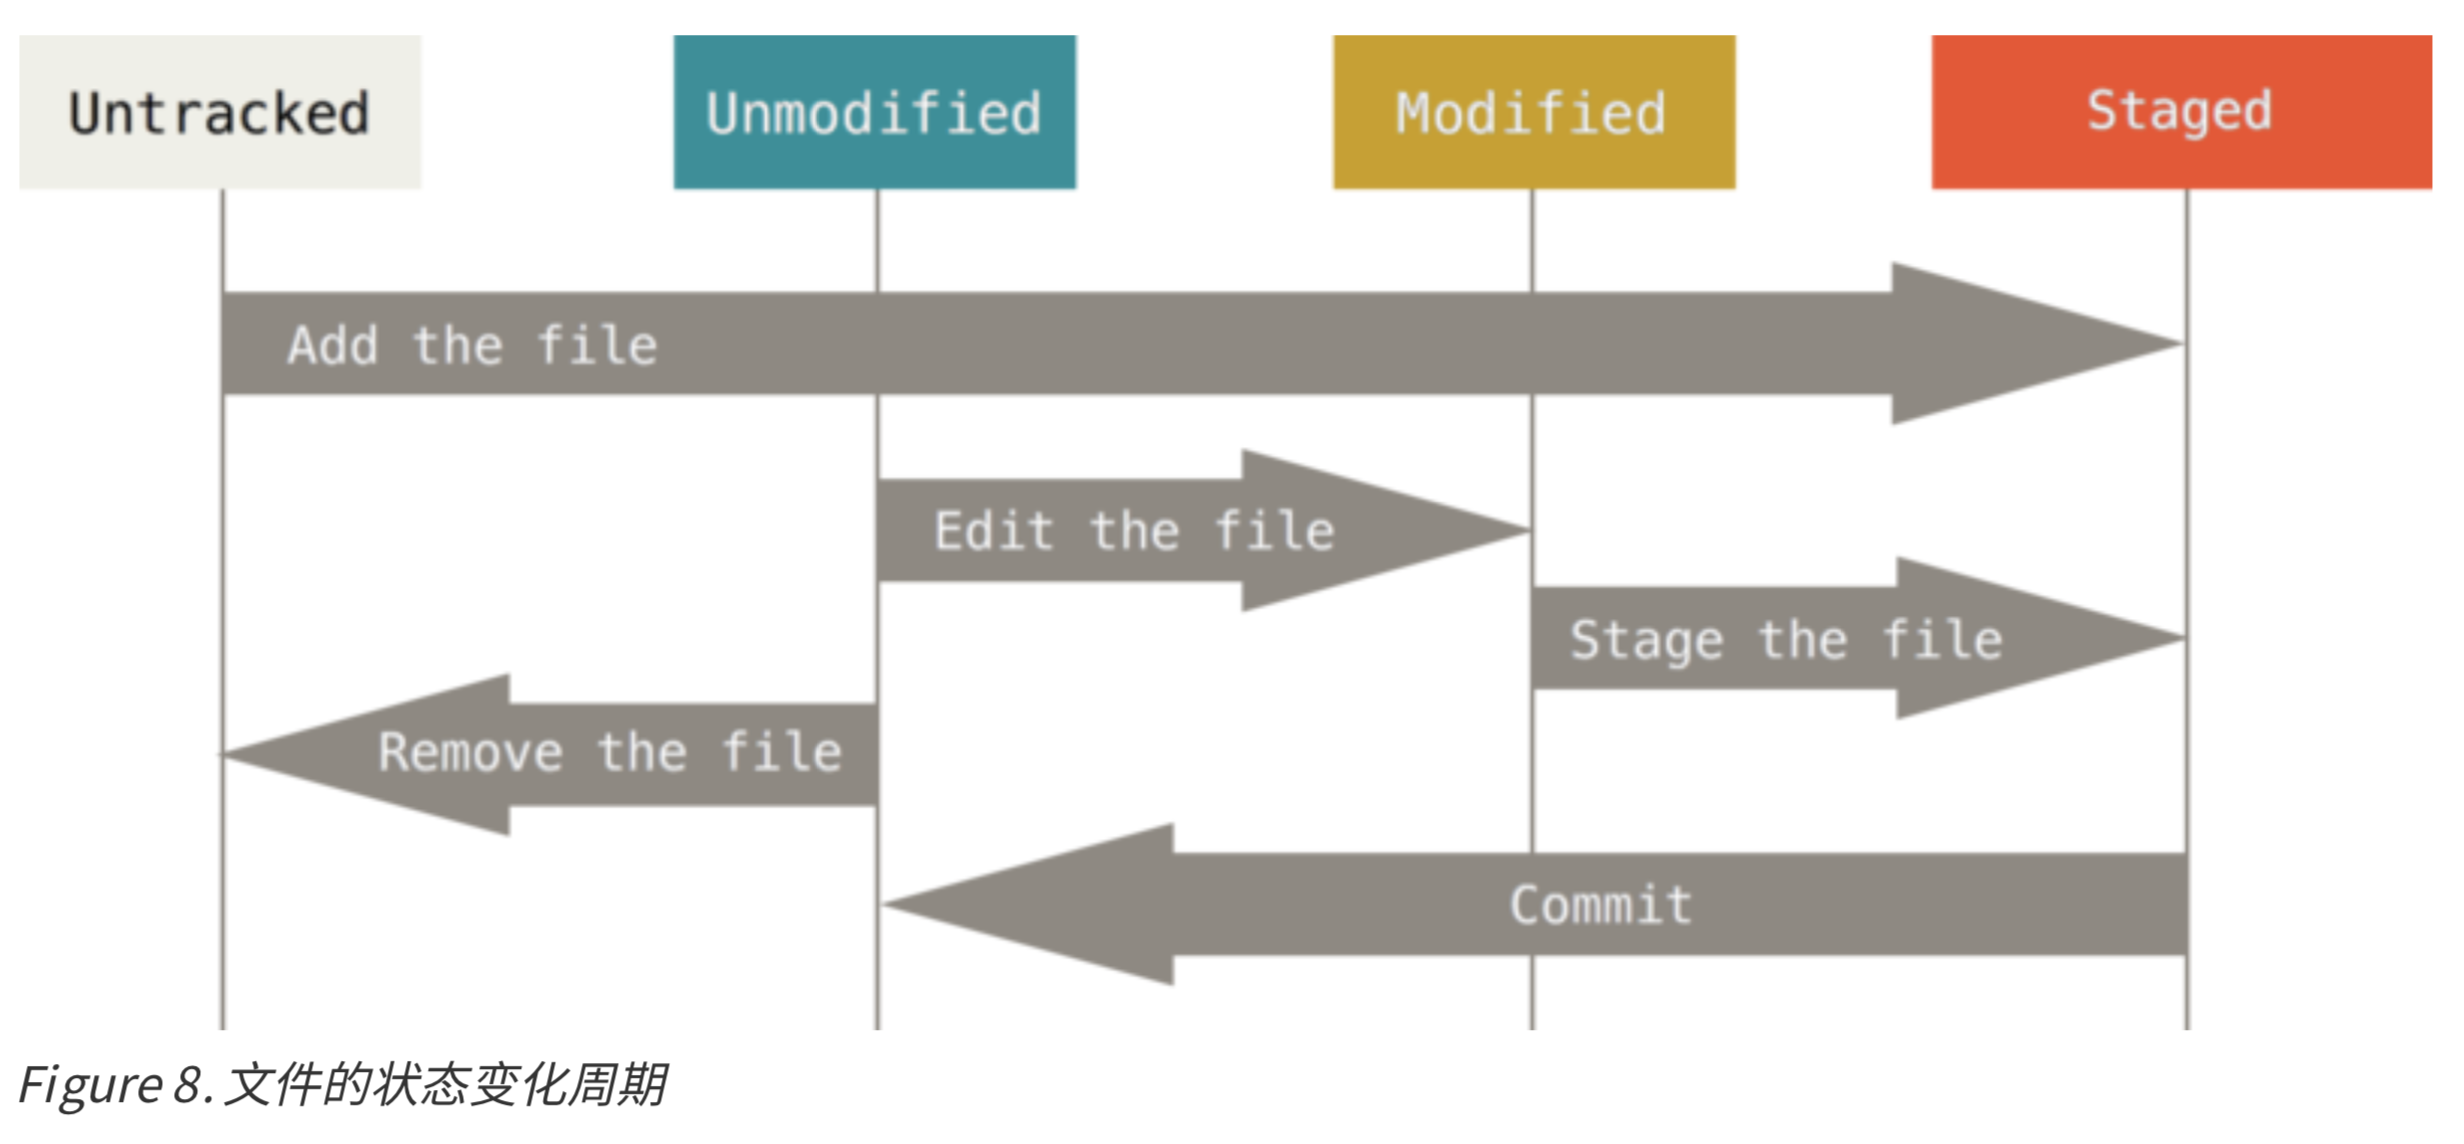 Untracked
Unmodified
Modified
Staged
Add the file
Edit the file
Stage the file
Remove the file
Commit
Figure 8. 文件的状态变化周期